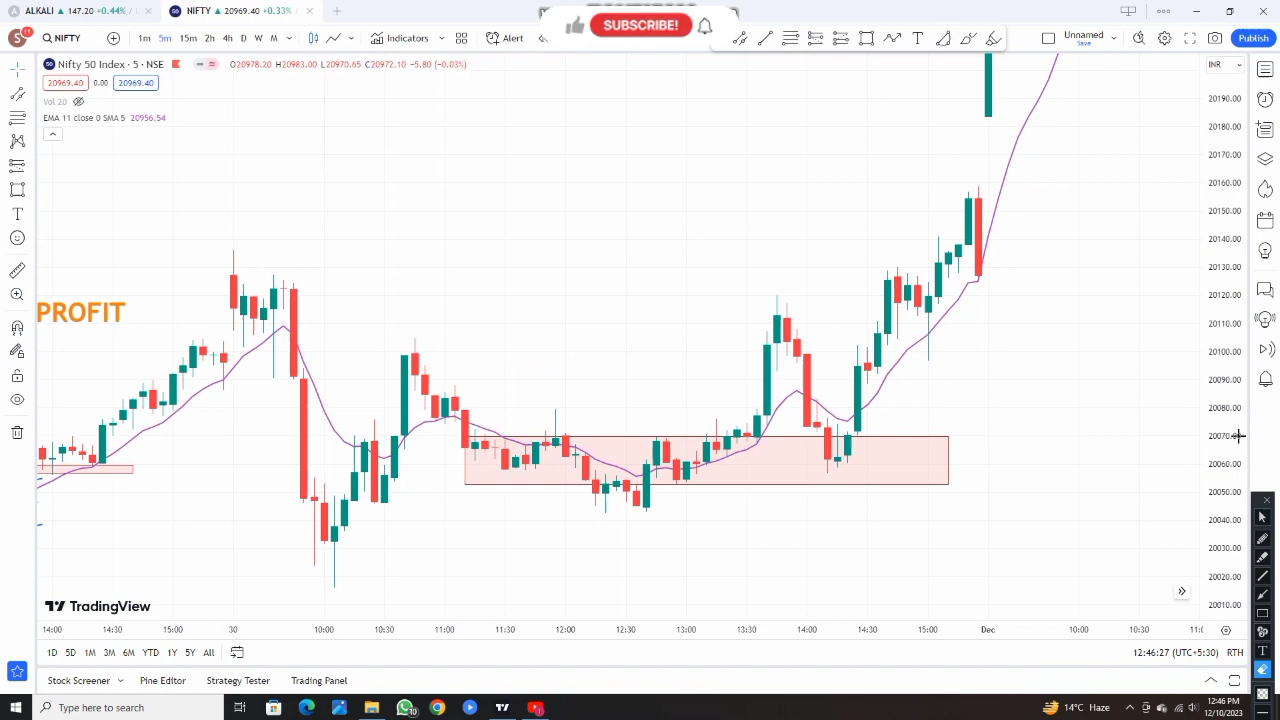 ALKALI ▲ 147.20 +0.44%
NIFTY ▲ 20969.40 +0.33%
SUBSCRIBE!
S 11
NIFTY
1m 5m 15m 2h 4h D W M
Indicators
Alert
Unnamed
Save
Publish
Nifty 50 Index · 5 · NSE
O20978.20 H20983.00 L20970.65 C20972.10 -5.80 (-0.03%)
INR
20969.40 0.00 20969.40
Vol 20
EMA 11 close 0 SMA 5 20956.54
PROFIT
20190.00
20180.00
20170.00
20160.00
20150.00
20140.00
20130.00
20120.00
20110.00
20100.00
20090.00
20080.00
20070.00
20060.00
20050.00
20040.00
20030.00
20020.00
20010.00
TradingView
14:00 14:30 15:00 30 10:00 10:30 11:00 11:30 12:00 12:30 13:00 13:30 14:00 14:30 15:00 Dec 10:00 10:30
1D 5D 1M 3M 6M YTD 1Y 5Y All
12:46:27 (UTC+5:30) RTH
Stock Screener Pine Editor Strategy Tester Trading Panel
Type here to search
14°C Haze
12:46 PM
12/10/2023